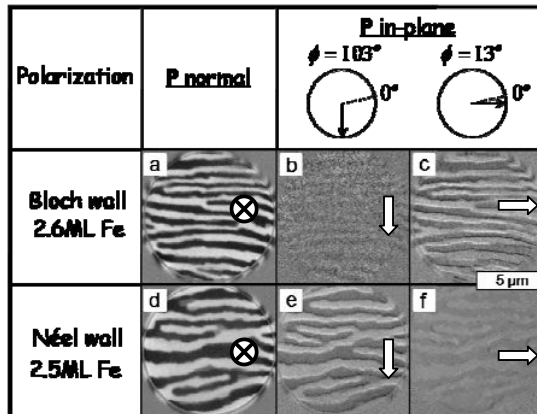 Polarization
P normal
P in-plane
ϕ = 103°
0°
ϕ = 13°
0°
Bloch wall
2.6ML Fe
a
b
c
5 μm
Néel wall
2.5ML Fe
d
e
f